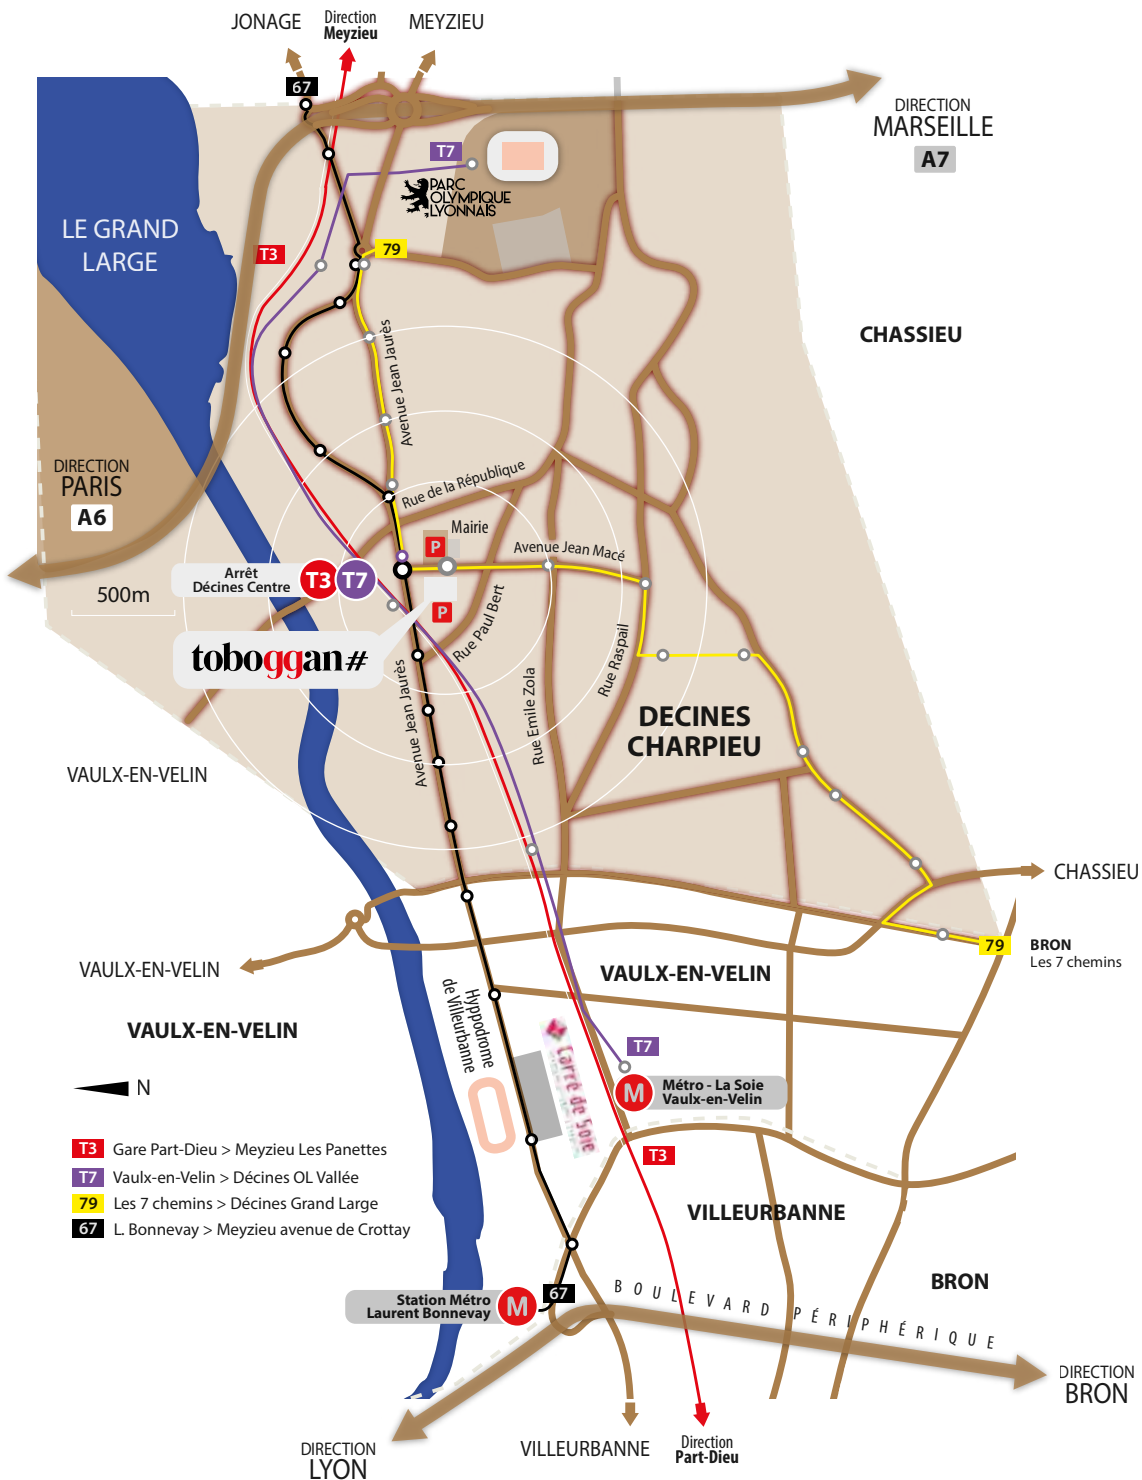 JONAGE
Direction
Meyzieu
MEYZIEU
67
DIRECTION
MARSEILLE
A7
T7
PARC
OLYMPIQUE
LYONNAIS
LE GRAND
LARGE
T3
79
CHASSIEU
Avenue Jean Jaurès
DIRECTION
PARIS
A6
Rue de la République
Mairie
P
Avenue Jean Macé
Arrêt
Décines Centre
T3
T7
500m
P
Rue Paul Bert
toboggan#
Rue Raspail
Avenue Jean Jaurès
Rue Emile Zola
DECINES
CHARPIEU
VAULX-EN-VELIN
CHASSIEU
79
BRON
Les 7 chemins
VAULX-EN-VELIN
VAULX-EN-VELIN
VAULX-EN-VELIN
Hyppodrome
de Villeurbanne
Carré de Soie
T7
N
M
Métro - La Soie
Vaulx-en-Velin
T3
T3 Gare Part-Dieu > Meyzieu Les Panettes
T7 Vaulx-en-Velin > Décines OL Vallée
79 Les 7 chemins > Décines Grand Large
67 L. Bonnevay > Meyzieu avenue de Crottay
VILLEURBANNE
BRON
Station Métro
Laurent Bonnevay
M
67
BOULEVARD PÉRIPHÉRIQUE
DIRECTION
BRON
DIRECTION
LYON
VILLEURBANNE
Direction
Part-Dieu